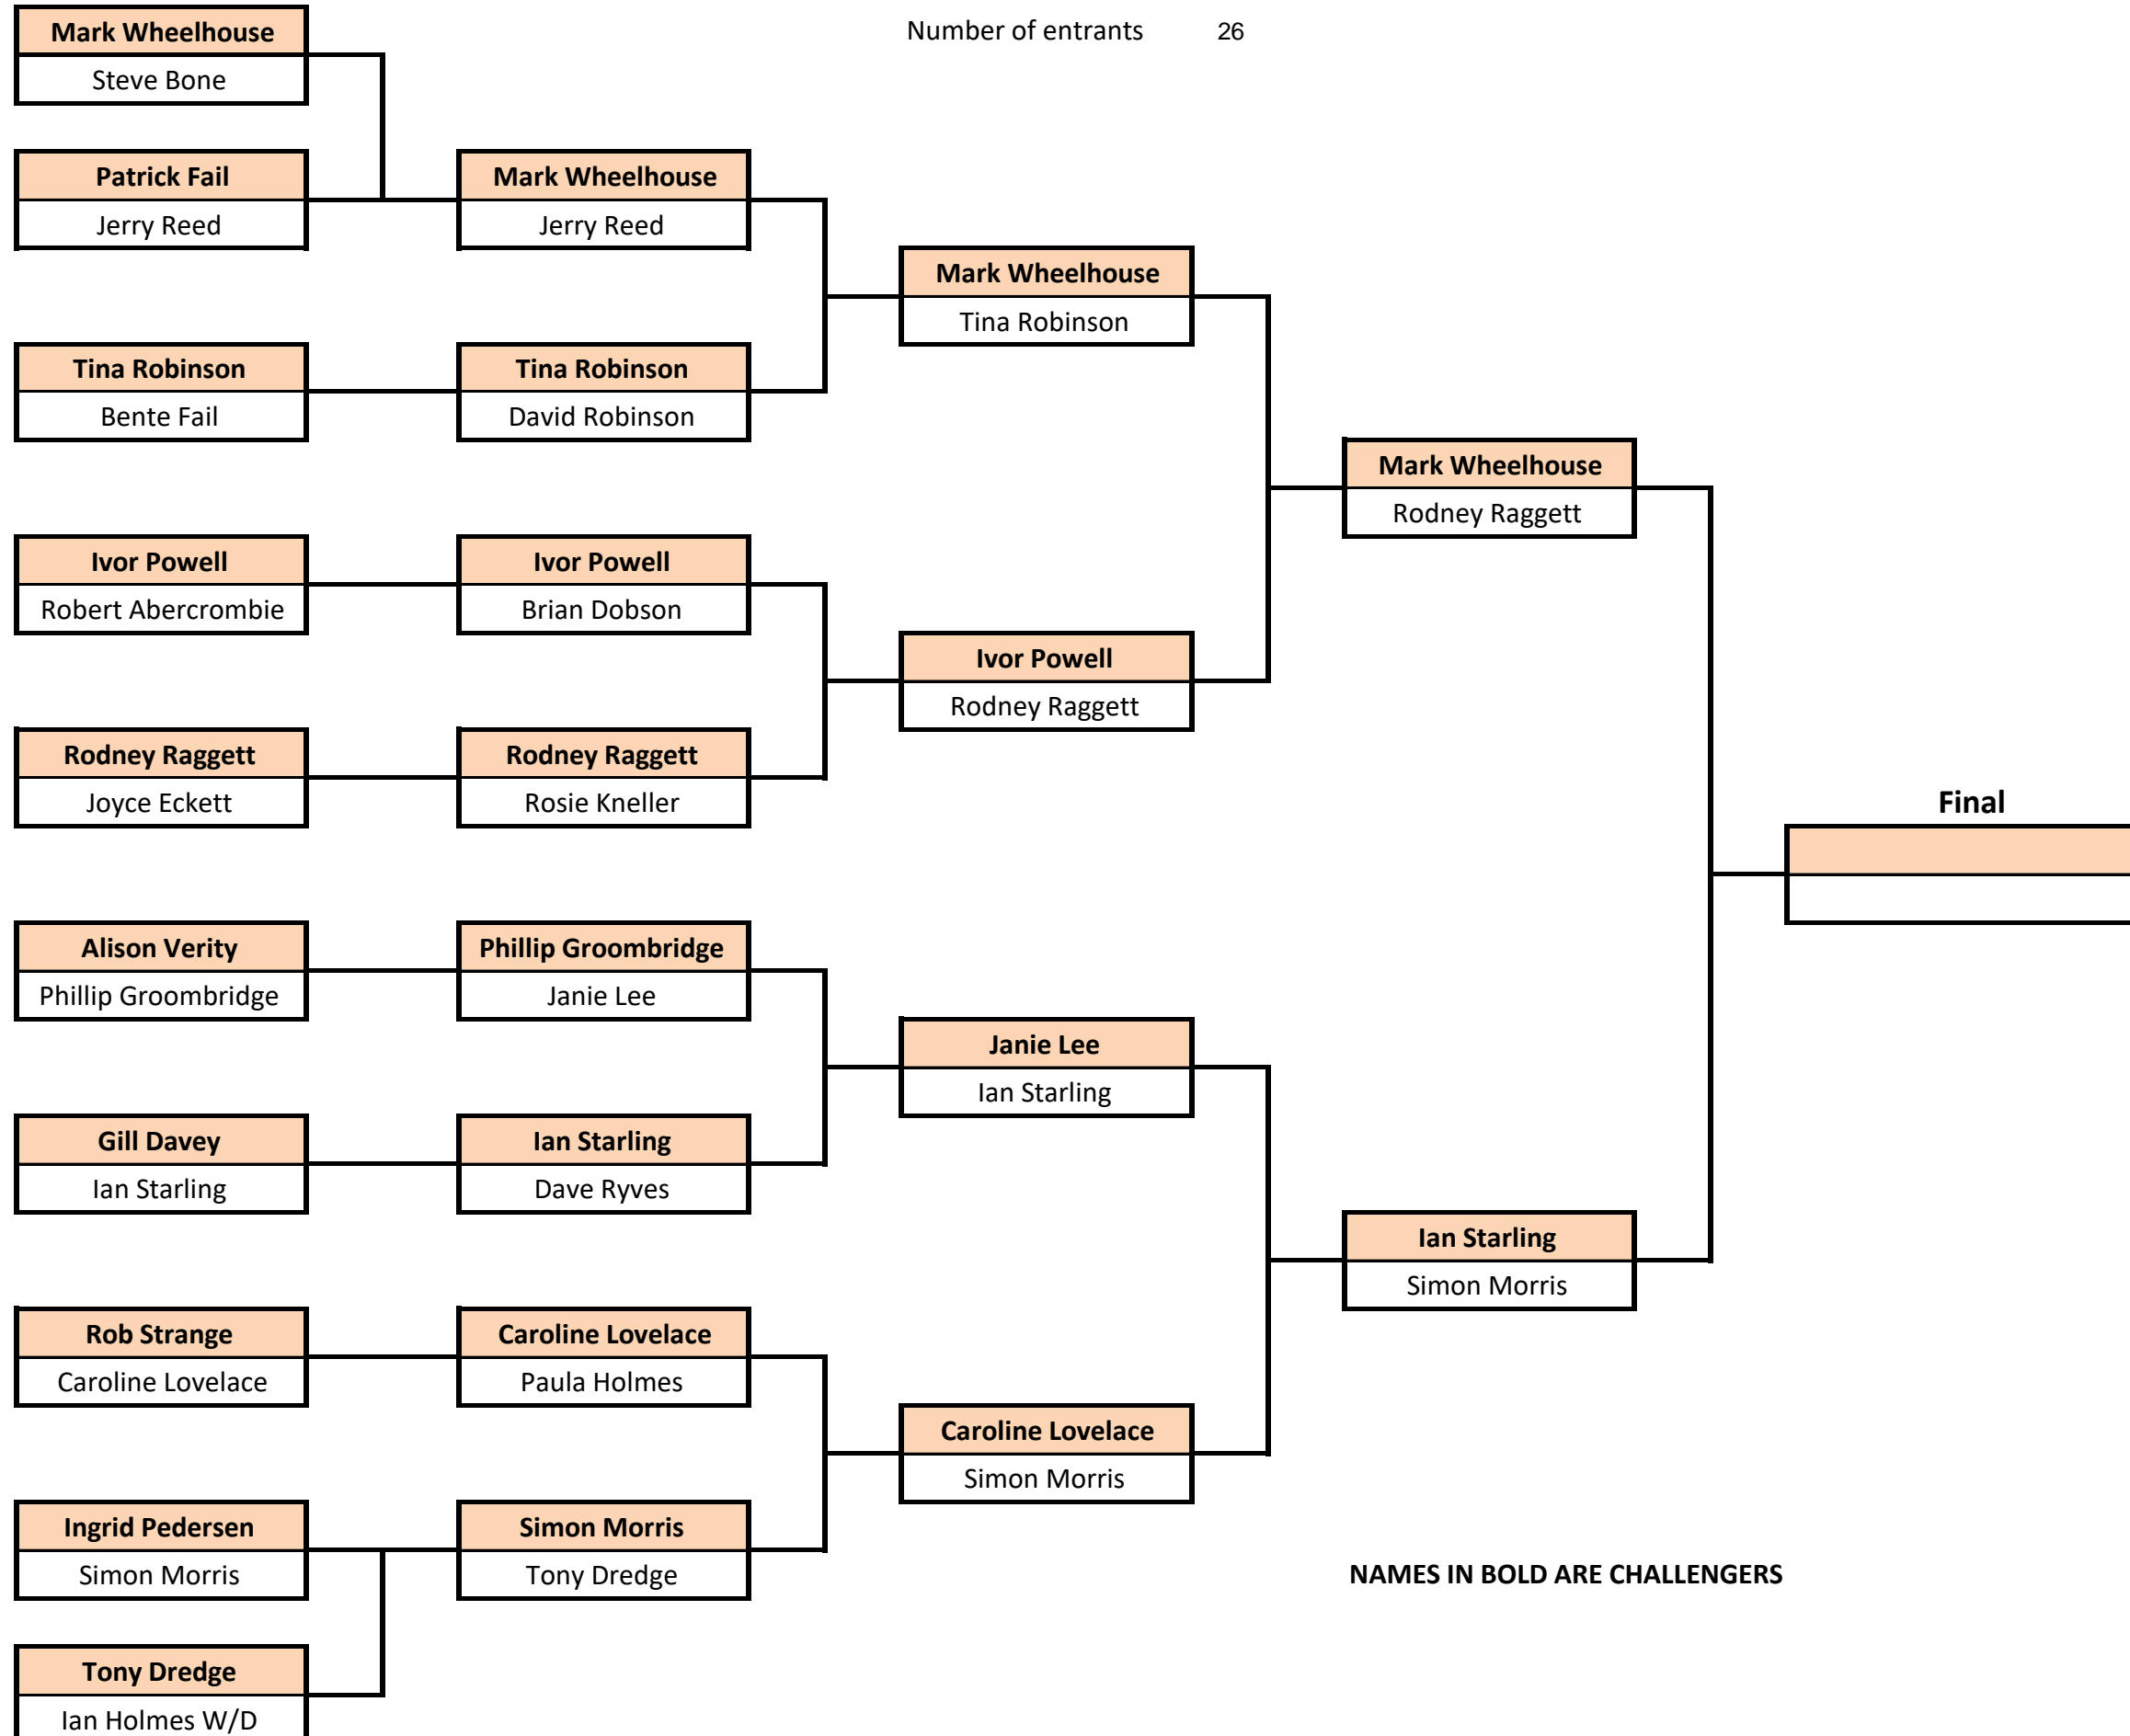 Number of entrants 26
Mark Wheelhouse
Steve Bone
Patrick Fail
Jerry Reed
Tina Robinson
Bente Fail
Ivor Powell
Robert Abercrombie
Rodney Raggett
Joyce Eckett
Alison Verity
Phillip Groombridge
Gill Davey
Ian Starling
Rob Strange
Caroline Lovelace
Ingrid Pedersen
Simon Morris
Tony Dredge
Ian Holmes W/D
Mark Wheelhouse
Jerry Reed
Tina Robinson
David Robinson
Ivor Powell
Brian Dobson
Rodney Raggett
Rosie Kneller
Phillip Groombridge
Janie Lee
Ian Starling
Dave Ryves
Caroline Lovelace
Paula Holmes
Simon Morris
Tony Dredge
Mark Wheelhouse
Tina Robinson
Ivor Powell
Rodney Raggett
Janie Lee
Ian Starling
Caroline Lovelace
Simon Morris
Mark Wheelhouse
Rodney Raggett
Ian Starling
Simon Morris
Final
NAMES IN BOLD ARE CHALLENGERS